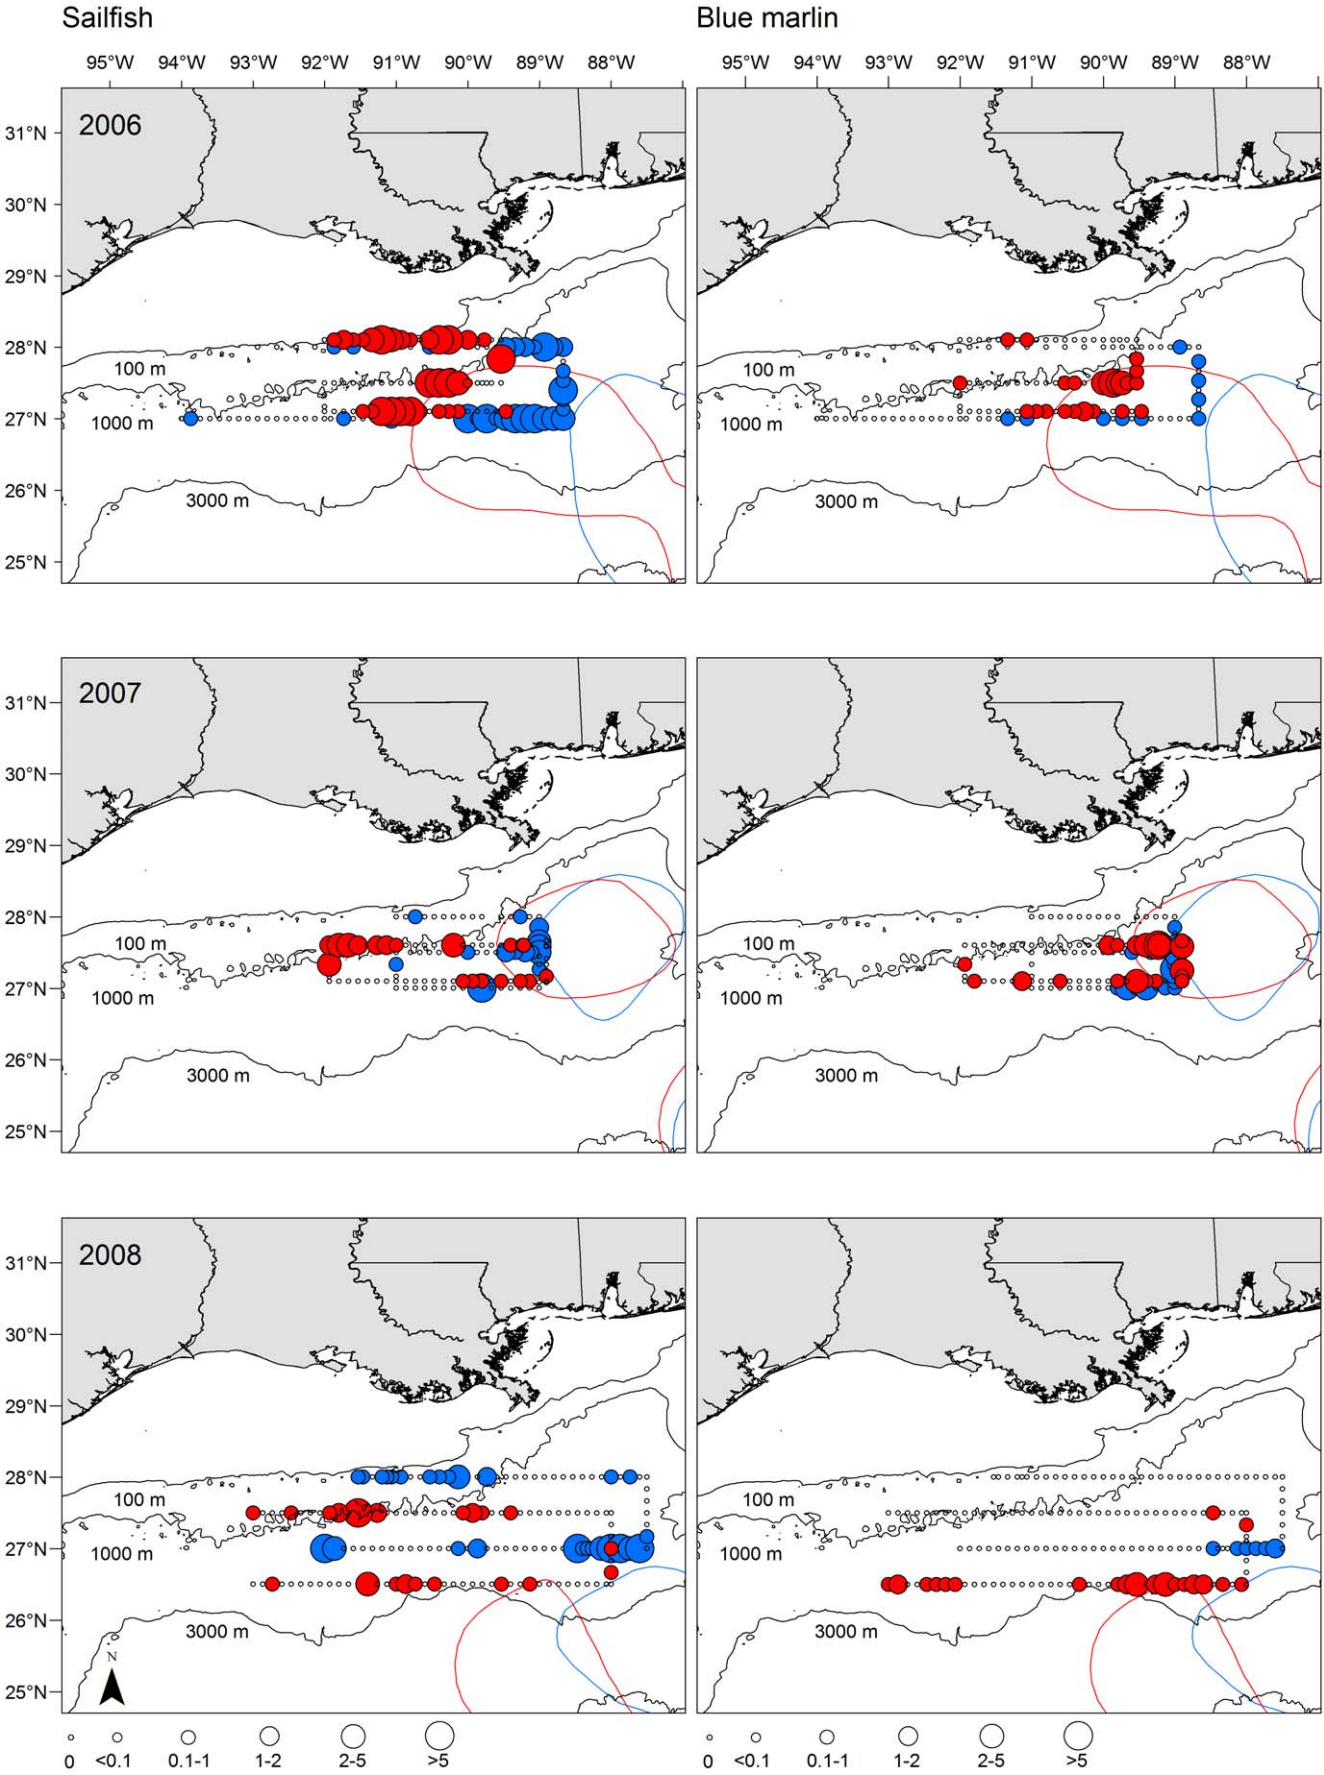 Sailfish Blue marlin
95°W 94°W 93°W 92°W 91°W 90°W 89°W 88°W 95°W 94°W 93°W 92°W 91°W 90°W 89°W 88°W
2006
31°N
30°N
29°N
28°N
100 m 100 m
27°N 1000 m 1000 m
26°N
3000 m 3000 m
25°N
2007
31°N
30°N
29°N
28°N
100 m 100 m
27°N 1000 m 1000 m
26°N
3000 m 3000 m
25°N
2008
31°N
30°N
29°N
28°N
100 m 100 m
27°N 1000 m 1000 m
26°N
3000 m 3000 m
N
25°N
0 <0.1 0.1-1 1-2 2-5 >5 0 <0.1 0.1-1 1-2 2-5 >5